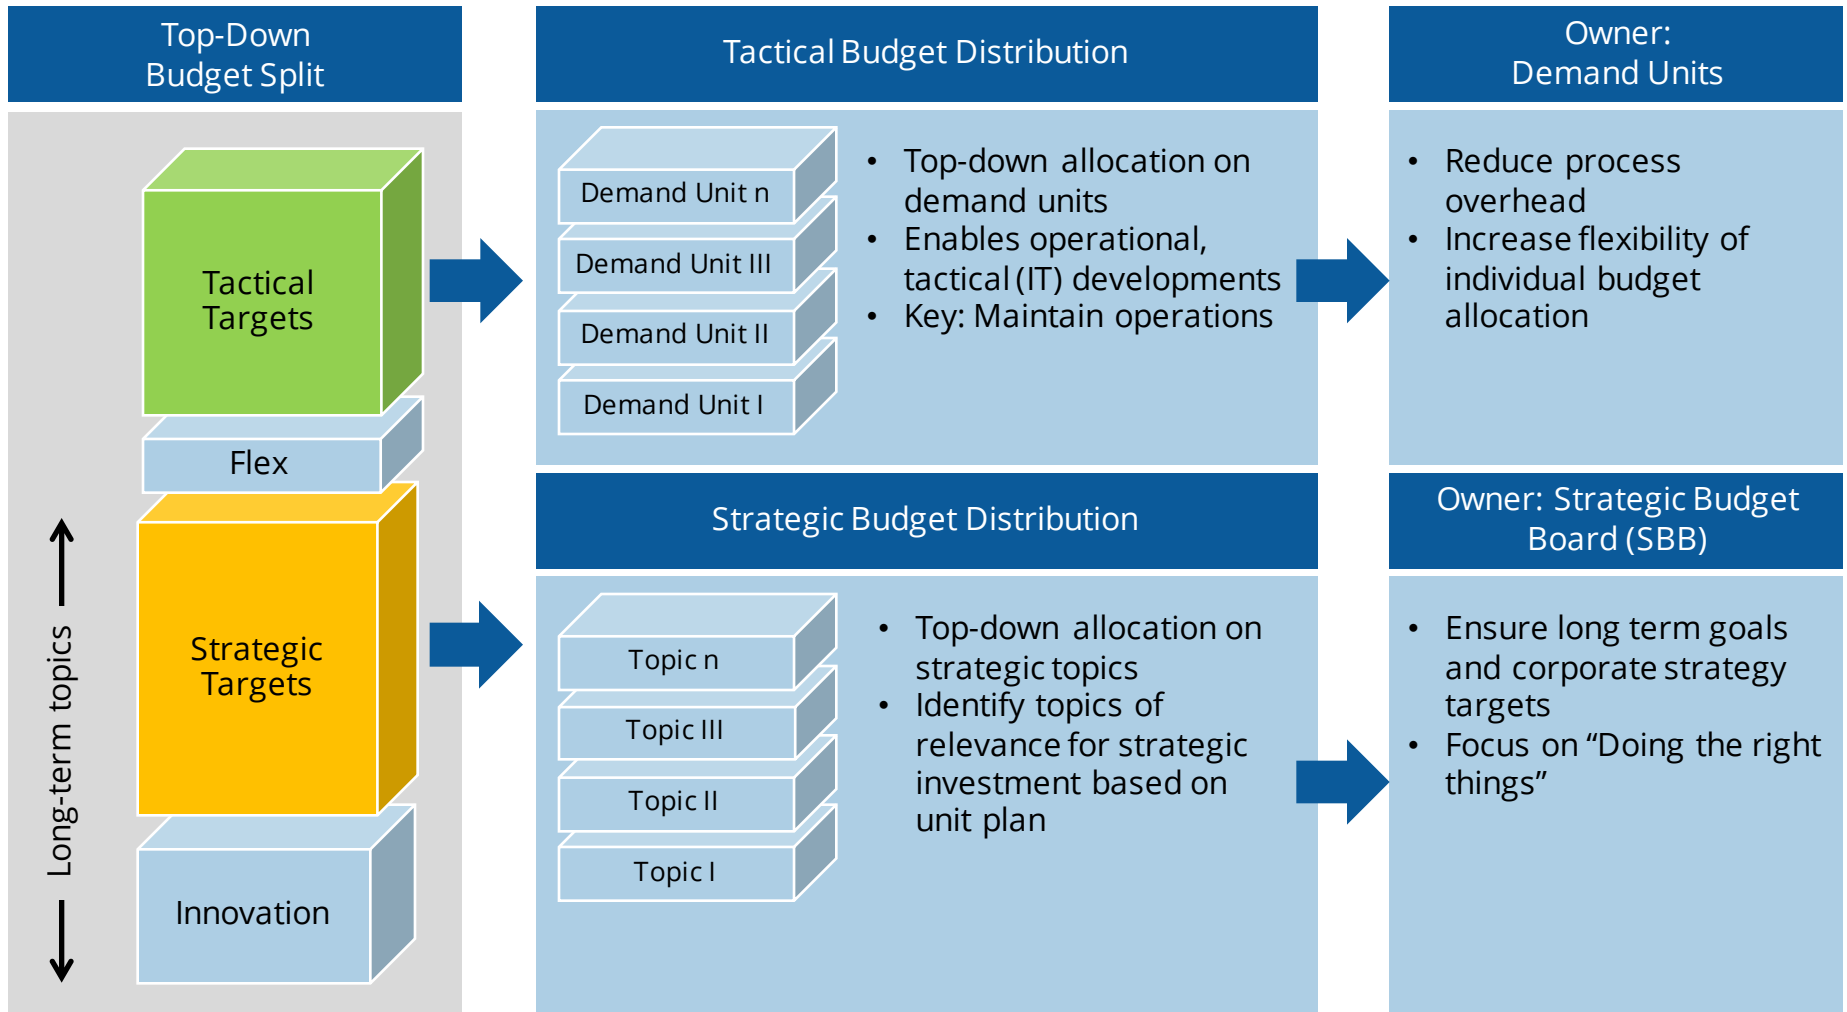 Top-Down
Budget Split
Tactical
Targets
Flex
Strategic
Targets
Innovation
Long-term topics
Tactical Budget Distribution
Demand Unit n
Demand Unit III
Demand Unit II
Demand Unit I
• Top-down allocation on
demand units
• Enables operational,
tactical (IT) developments
• Key: Maintain operations
Owner:
Demand Units
• Reduce process
overhead
• Increase flexibility of
individual budget
allocation
Strategic Budget Distribution
Topic n
Topic III
Topic II
Topic I
• Top-down allocation on
strategic topics
• Identify topics of
relevance for strategic
investment based on
unit plan
Owner: Strategic Budget
Board (SBB)
• Ensure long term goals
and corporate strategy
targets
• Focus on “Doing the right
things”